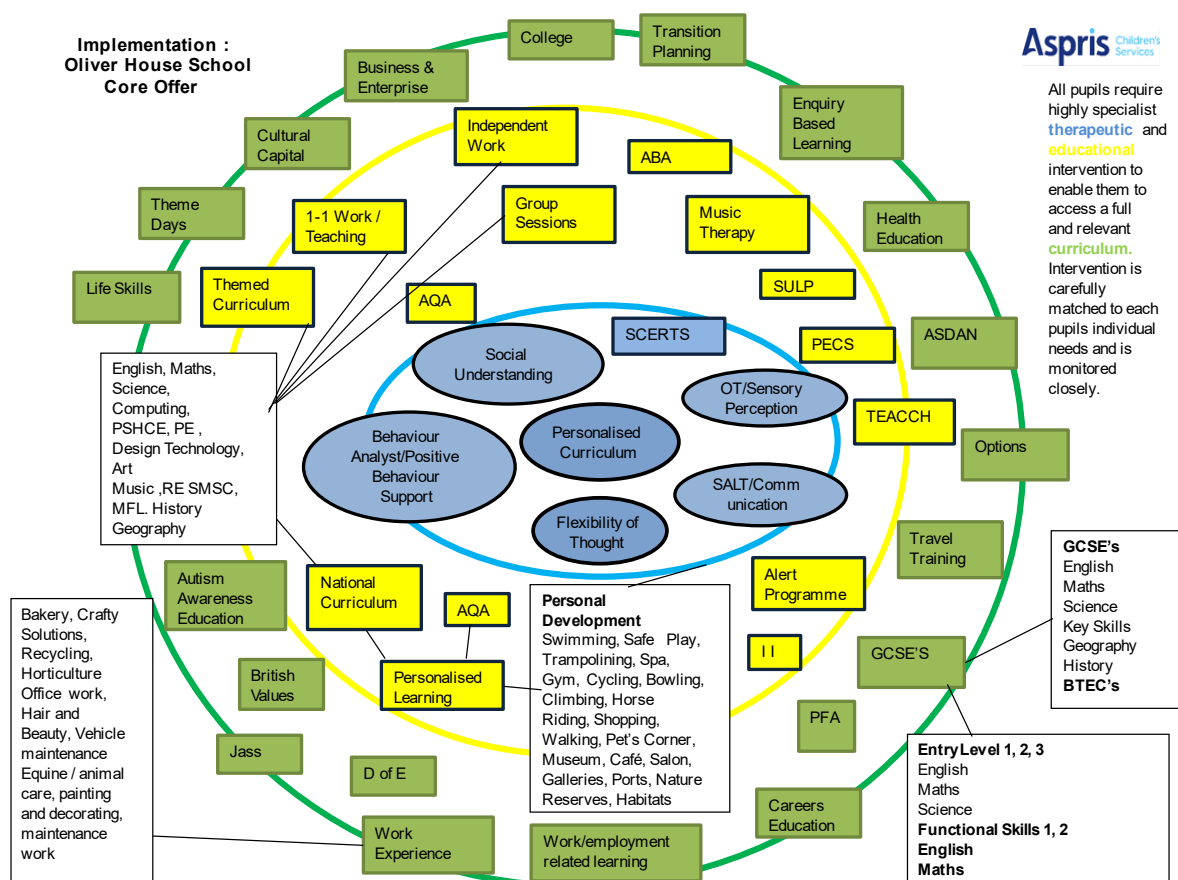 Implementation :
Oliver House School
Core Offer
College
Transition
Planning
Aspris Children's
Services
Business &
Enterprise
Enquiry
Based
Learning
All pupils require
highly specialist
therapeutic and
educational
intervention to
enable them to
access a full
and relevant
curriculum.
Intervention is
carefully
matched to each
pupils individual
needs and is
monitored
closely.
Cultural
Capital
Independent
Work
ABA
Theme
Days
1-1 Work /
Teaching
Group
Sessions
Music
Therapy
Health
Education
Life Skills
Themed
Curriculum
AQA
SULP
SCERTS
PECS
ASDAN
Social
Understanding
OT/Sensory
Perception
TEACCH
Options
English, Maths,
Science,
Computing,
PSHCE, PE ,
Design Technology,
Art
Music ,RE SMSC,
MFL. History
Geography
Behaviour
Analyst/Positive
Behaviour
Support
Personalised
Curriculum
SALT/Comm
unication
Flexibility of
Thought
Travel
Training
Autism
Awareness
Education
National
Curriculum
AQA
Alert
Programme
I I
GCSE's
English
Maths
Science
Key Skills
Geography
History
BTEC's
Bakery, Crafty
Solutions,
Recycling,
Horticulture
Office work,
Hair and
Beauty, Vehicle
maintenance
Equine / animal
care, painting
and decorating,
maintenance
work
British
Values
Personalised
Learning
Personal
Development
Swimming, Safe Play,
Trampolining, Spa,
Gym, Cycling, Bowling,
Climbing, Horse
Riding, Shopping,
Walking, Pet's Corner,
Museum, Café, Salon,
Galleries, Ports, Nature
Reserves, Habitats
GCSE'S
PFA
Jass
D of E
Entry Level 1, 2, 3
English
Maths
Science
Functional Skills 1, 2
English
Maths
Work
Experience
Work/employment
related learning
Careers
Education